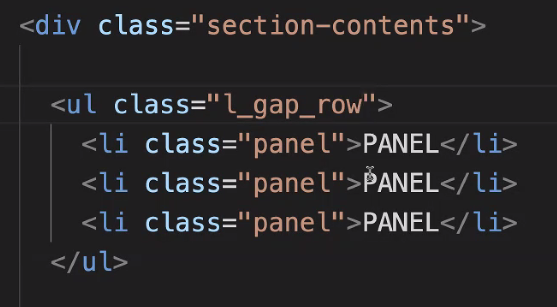 <div class="section-contents">
<ul class="l_gap_row">
<li class="panel">PANEL</li>
<li class="panel">PANEL</li>
<li class="panel">PANEL</li>
</ul>